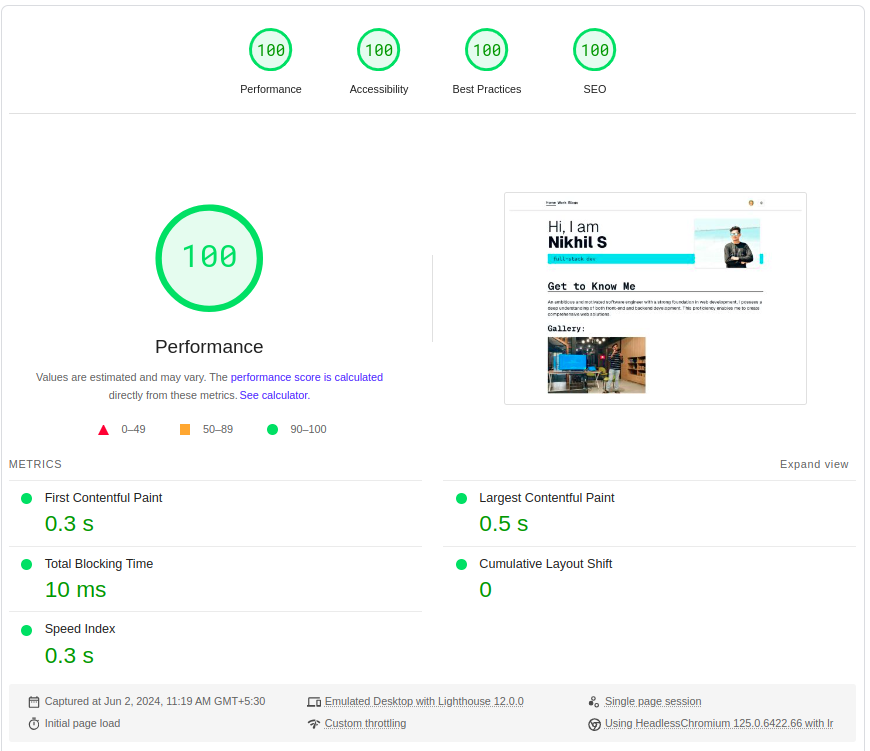 100 100 100 100
Performance Accessibility Best Practices SEO
Home Work Blogs
Hi, I am
Nikhil S
full-stack dev
Get to Know Me
An ambitious and motivated software engineer with a strong foundation in web development. I possess a
deep understanding of both front-end and backend development. This proficiency enables me to create
comprehensive web solutions.
Gallery:
100
Performance
Values are estimated and may vary. The performance score is calculated
directly from these metrics. See calculator.
0–49 50–89 90–100
METRICS Expand view
First Contentful Paint
0.3 s
Largest Contentful Paint
0.5 s
Total Blocking Time
10 ms
Cumulative Layout Shift
0
Speed Index
0.3 s
Captured at Jun 2, 2024, 11:19 AM GMT+5:30
Emulated Desktop with Lighthouse 12.0.0
Single page session
Initial page load
Custom throttling
Using HeadlessChromium 125.0.6422.66 with lr